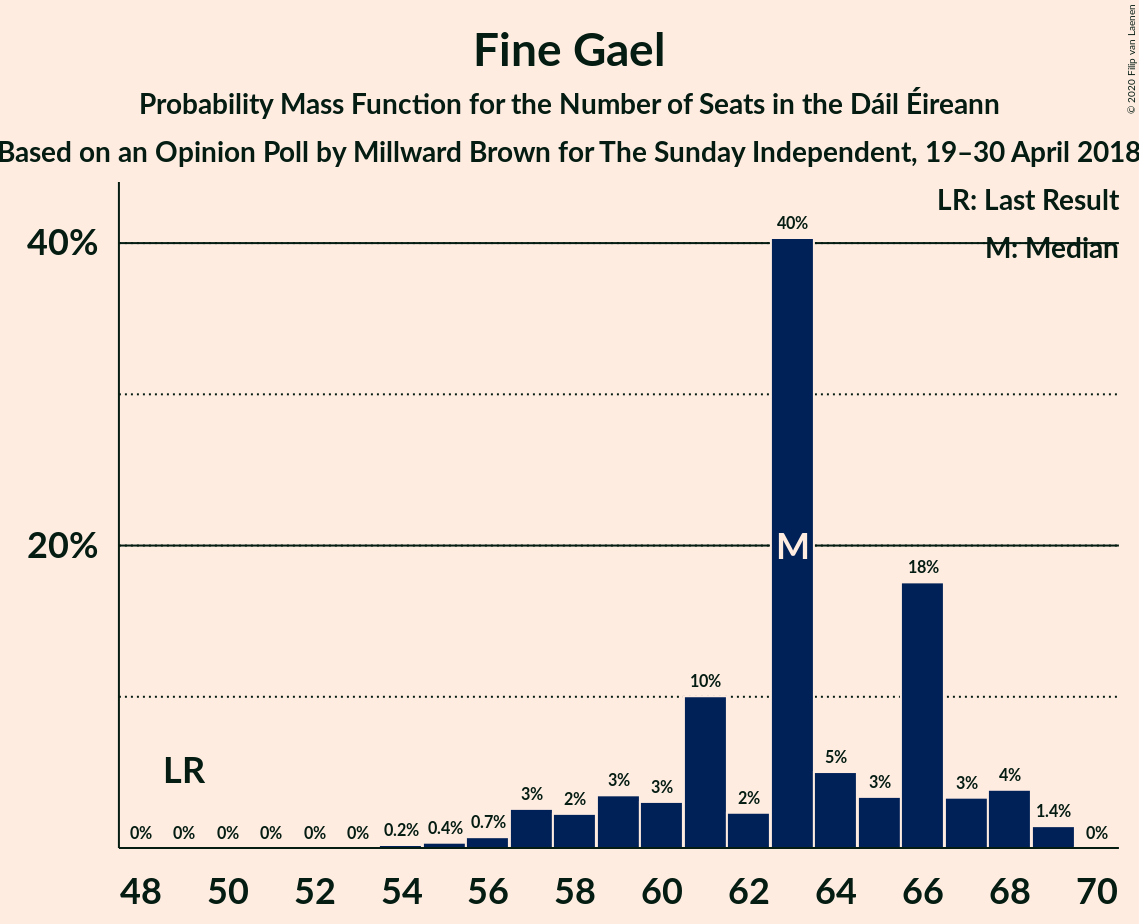 Fine Gael
Probability Mass Function for the Number of Seats in the Dáil Éireann
Based on an Opinion Poll by Millward Brown for The Sunday Independent, 19–30 April 2018
© 2020 Filip van Laenen
LR: Last Result
M: Median
40%
20%
LR
M
0% 0% 0% 0% 0% 0% 0.2% 0.4% 0.7% 3% 2% 3% 3% 10% 2% 40% 5% 3% 18% 3% 4% 1.4% 0%
48 50 52 54 56 58 60 62 64 66 68 70